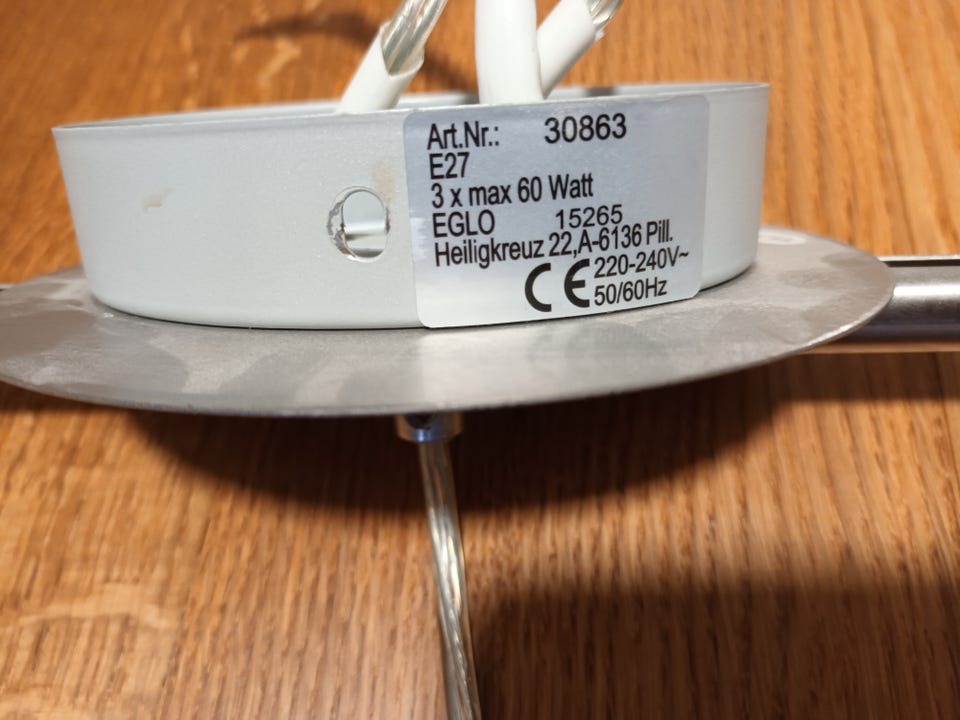 Art.Nr.: 30863
E27
3 x max 60 Watt
EGLO 15265
Heiligkreuz 22,A-6136 Pill.
CE 220-240V~
50/60Hz